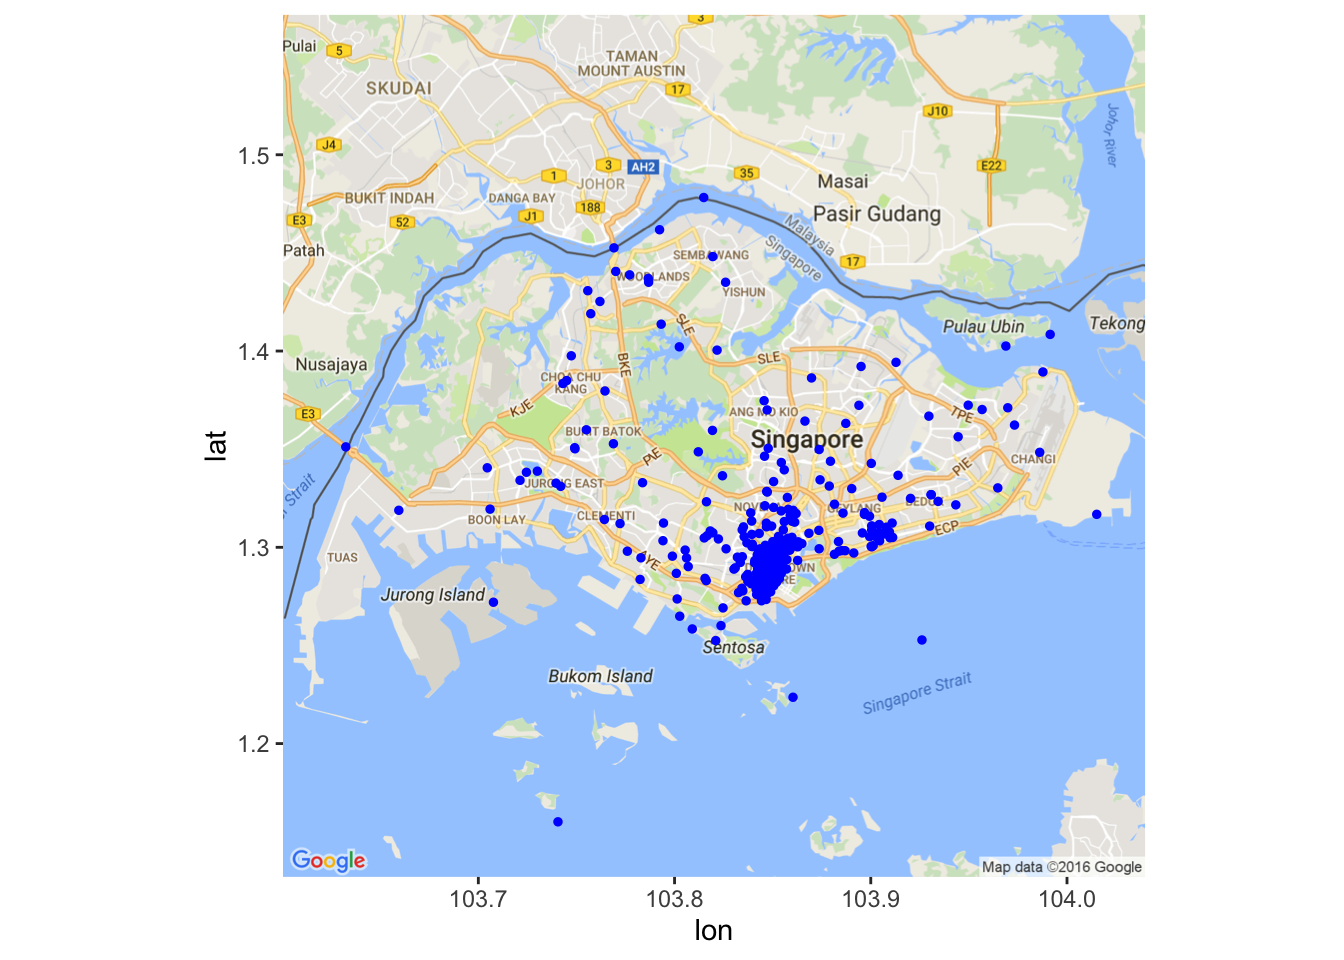 3
Pulai
5
TAMAN
MOUNT AUSTIN
SKUDAI
17
J10
Johor River
J4
3
AH2
E22
1.5
1
35
JOHOR
Masai
BUKIT INDAH
DANGA BAY
188
Pasir Gudang
E3
52
J1
Malaysia
Singapore
Patah
SEMBAWANG
17
WOODLANDS
YISHUN
SLE
Pulau Ubin
Tekong
1.4
Nusajaya
BKE
SLE
CHOA CHU
KANG
KJE
ANG MO KIO
TPE
E3
BUKIT BATOK
Singapore
lat
PIE
PIE
CHANGI
Strait
JURONG EAST
BOON LAY
CLEMENTI
ECP
1.3
TUAS
AYE
Jurong Island
Sentosa
Bukom Island
Singapore Strait
1.2
Google
Map data ©2016 Google
103.7
103.8
103.9
104.0
lon